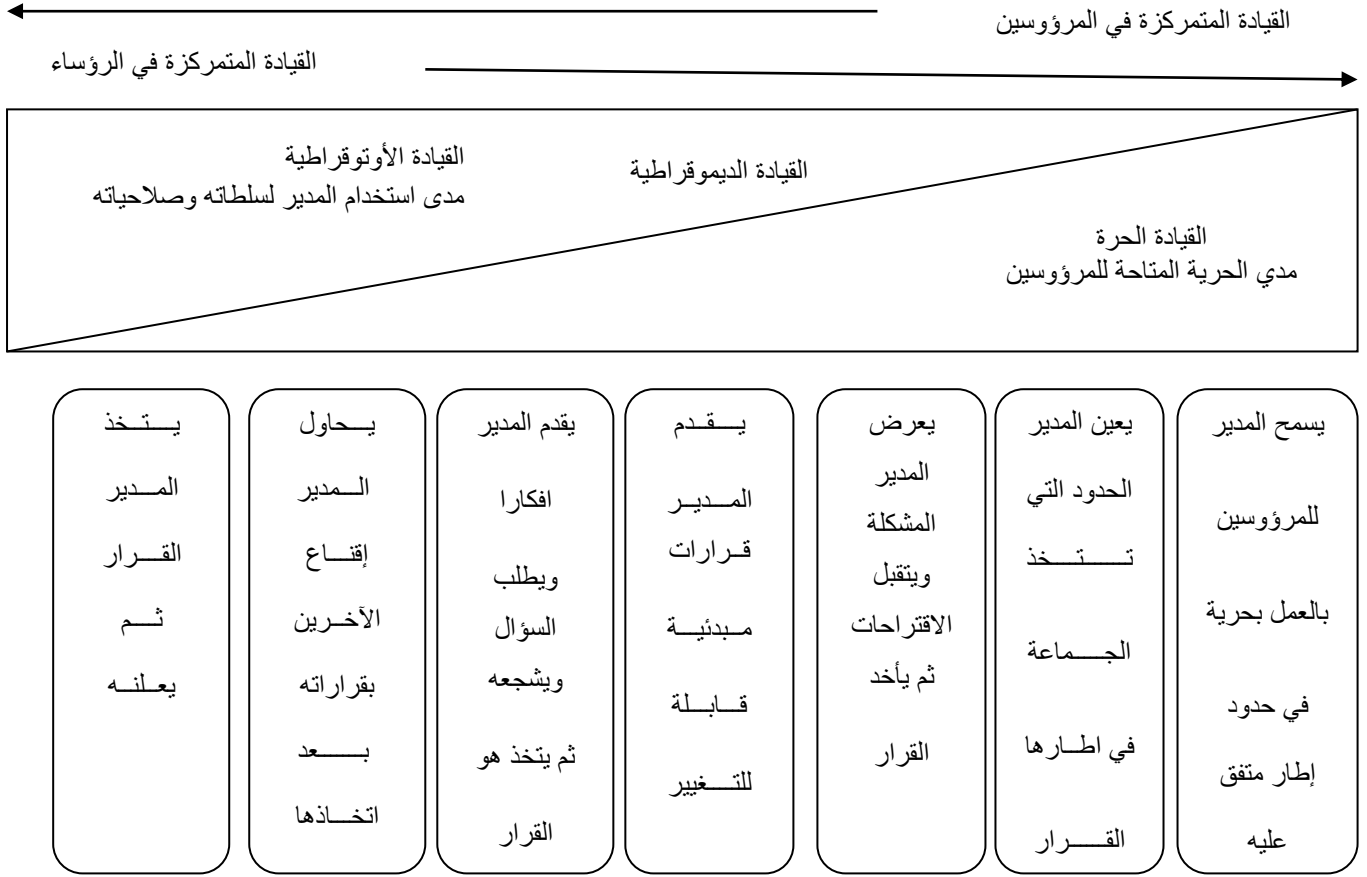 القيادة المتمركزة في المرؤوسين
القيادة المتمركزة في الرؤساء
القيادة الأوتوقراطية
مدى استخدام المدير لسلطاته وصلاحياته
القيادة الديموقراطية
القيادة الحرة
مدي الحرية المتاحة للمرؤوسين
يسمح المدير
للمرؤوسين
بالعمل بحرية
في حدود
إطار متفق
عليه
يعين المدير
الحدود التي
تتخذ
الجماعة
في اطارها
القرار
يعرض
المدير
المشكلة
ويتقبل
الاقتراحات
ثم يأخد
القرار
يقدم
المدير
قرارات
مبدئية
قابلة
للتغيير
يقدم المدير
افكارا
ويطلب
السؤال
ويشجعه
ثم يتخذ هو
القرار
يحاول
المدير
إقناع
الآخرين
بقراراته
بعد
اتخاذها
يتخذ
المدير
القرار
ثم
يعلنه